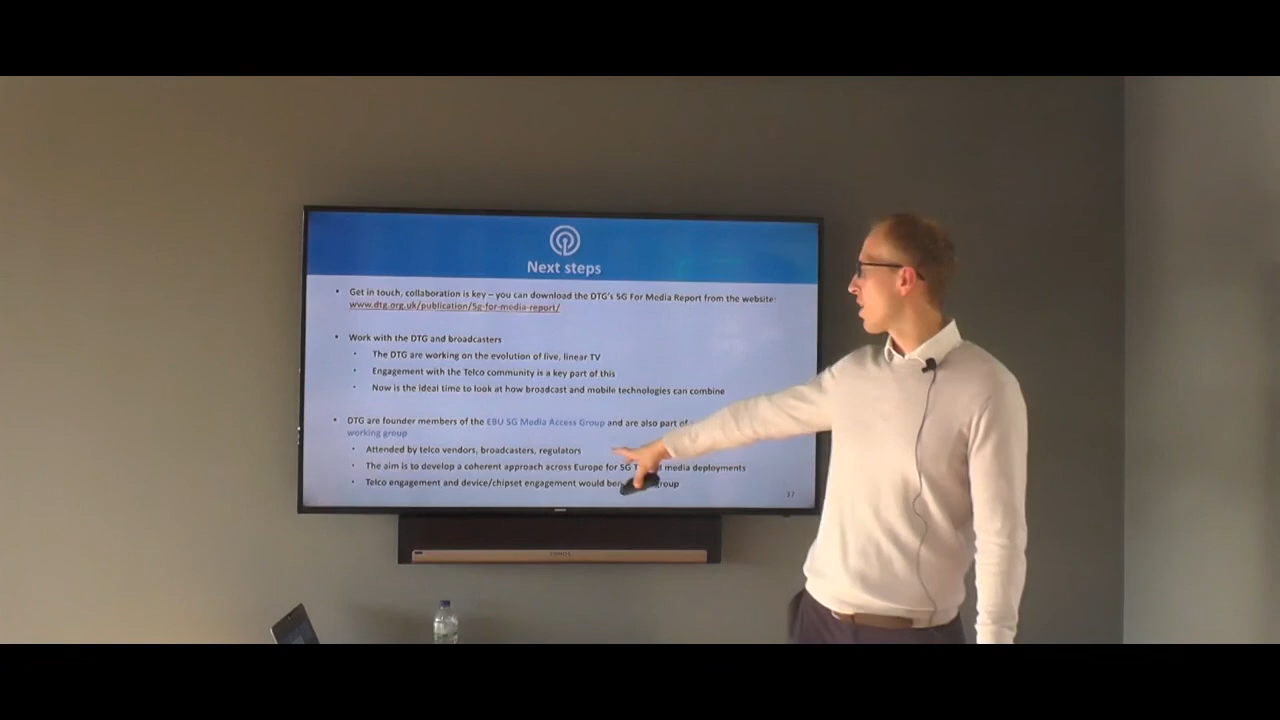 Next steps
Get in touch, collaboration is key – you can download the DTG's 5G For Media Report from the website:
www.dtg.org.uk/publication/5g-for-media-report/
Work with the DTG and broadcasters
The DTG are working on the evolution of live, linear TV
Engagement with the Telco community is a key part of this
Now is the ideal time to look at how broadcast and mobile technologies can combine
DTG are founder members of the EBU 5G Media Access Group and are also part of
working group
Attended by telco vendors, broadcasters, regulators
The aim is to develop a coherent approach across Europe for 5G media deployments
Telco engagement and device/chipset engagement would group
37
SONOS